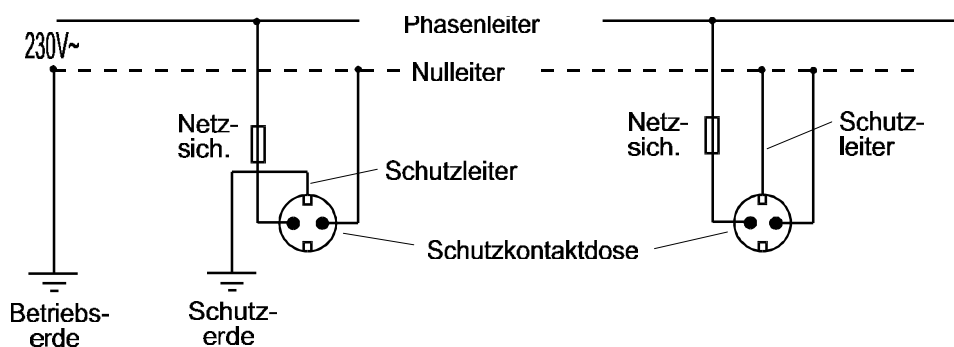 Phasenleiter
230V~
Nulleiter
Netz-
sich.
Schutzleiter
Netz-
sich.
Schutz-
leiter
Schutzkontaktdose
Betriebs-
erde
Schutz-
erde